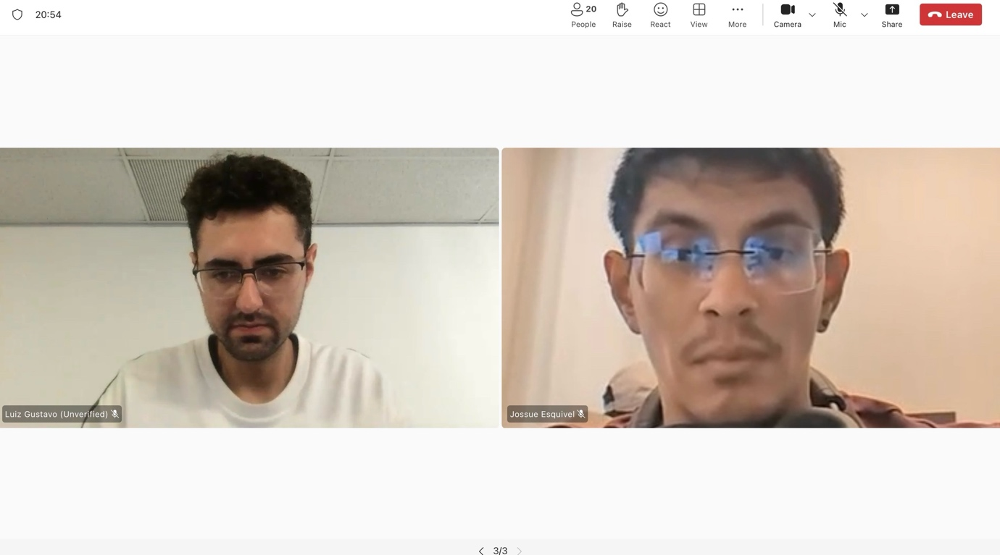 20:54
20
People
Raise
React
View
More
Camera
Mic
Share
Leave
Luiz Gustavo (Unverified)
Jossue Esquivel
3/3